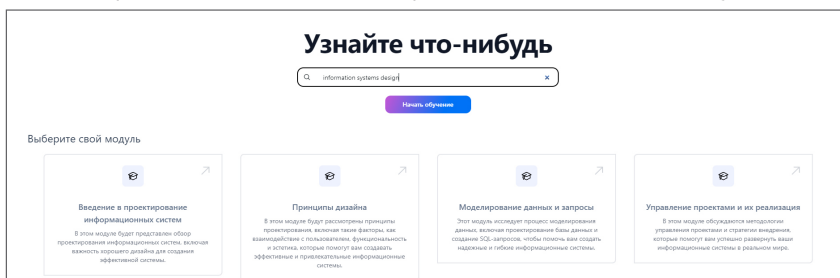 Узнайте что-нибудь
information systems design
Начать обучение
Выберите свой модуль
Введение в проектирование
информационных систем
В этом модуле будет представлен обзор
проектирования информационных систем, включая
важность хорошего дизайна для создания
эффективной системы.
Принципы дизайна
В этом модуле будут рассмотрены принципы
проектирования, включая такие факторы, как
взаимодействие с пользователем, функциональность
и эстетика, которые помогут вам создавать
эффективные и привлекательные информационные
системы.
Моделирование данных и запросы
Этот модуль исследует процесс моделирования
данных, включая проектирование базы данных и
создание SQL-запросов, чтобы помочь вам создать
надежные и гибкие информационные системы.
Управление проектами и их реализация
В этом модуле обсуждаются методологии
управления проектами и стратегии внедрения,
которые помогут вам успешно развернуть ваши
информационные системы в реальном мире.